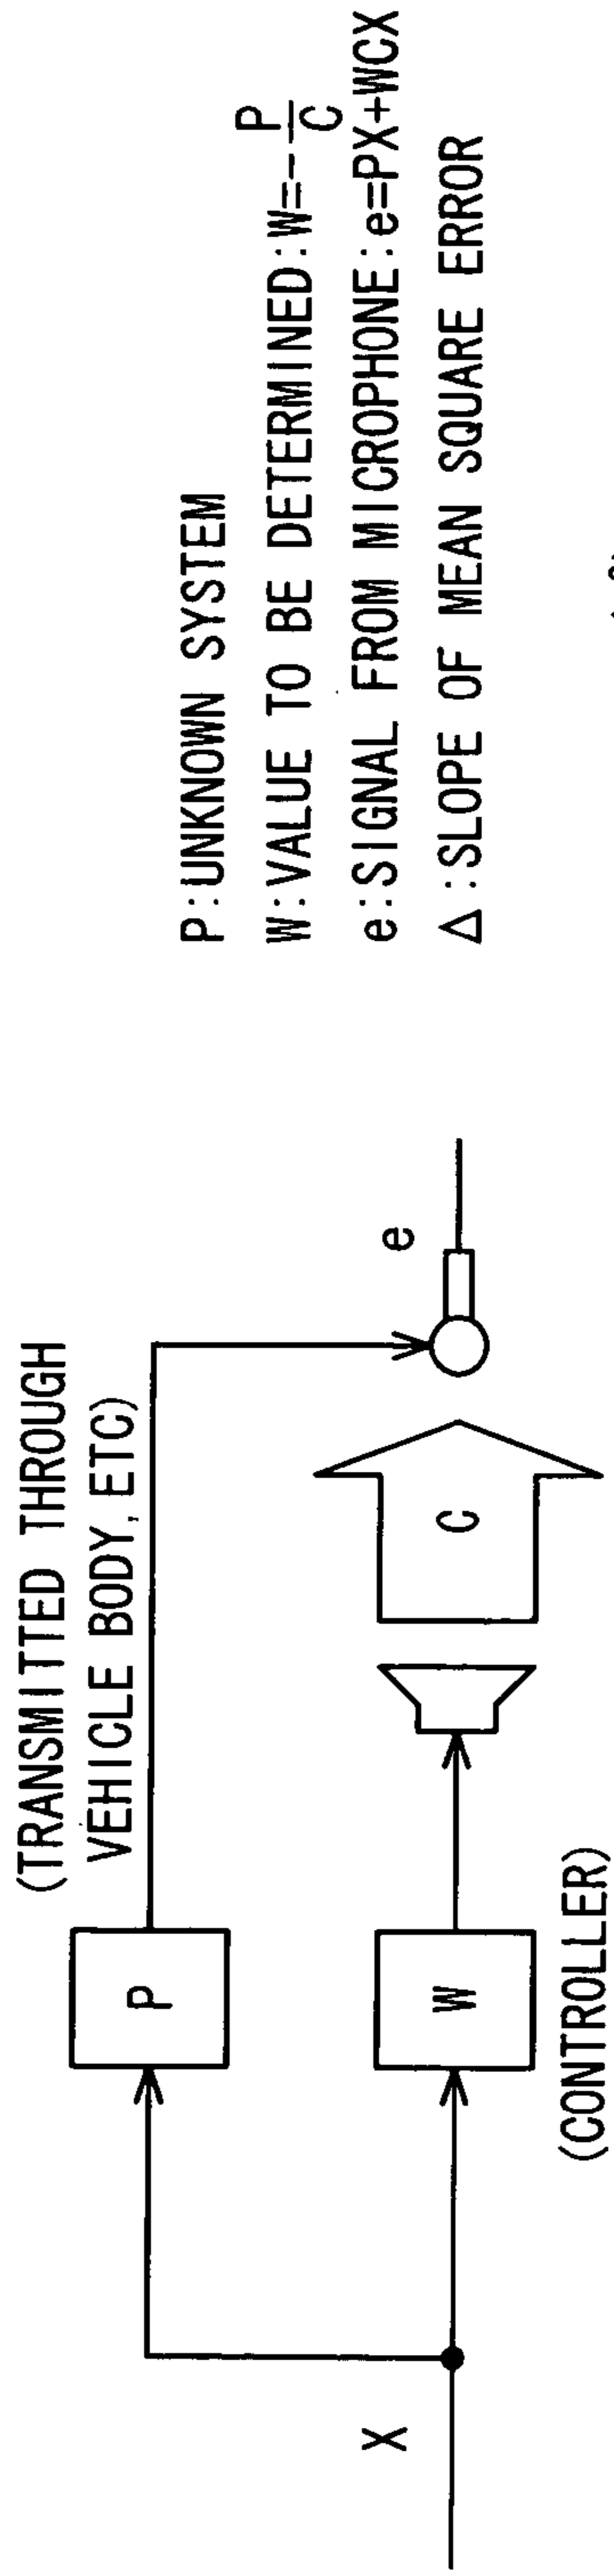 (TRANSMITTED THROUGH
VEHICLE BODY, ETC)
P
X
W
(CONTROLLER)
C
e
P:UNKNOWN SYSTEM
W:VALUE TO BE DETERMINED:W=-P/C
e:SIGNAL FROM MICROPHONE:e=PX+WCX
△:SLOPE OF MEAN SQUARE ERROR